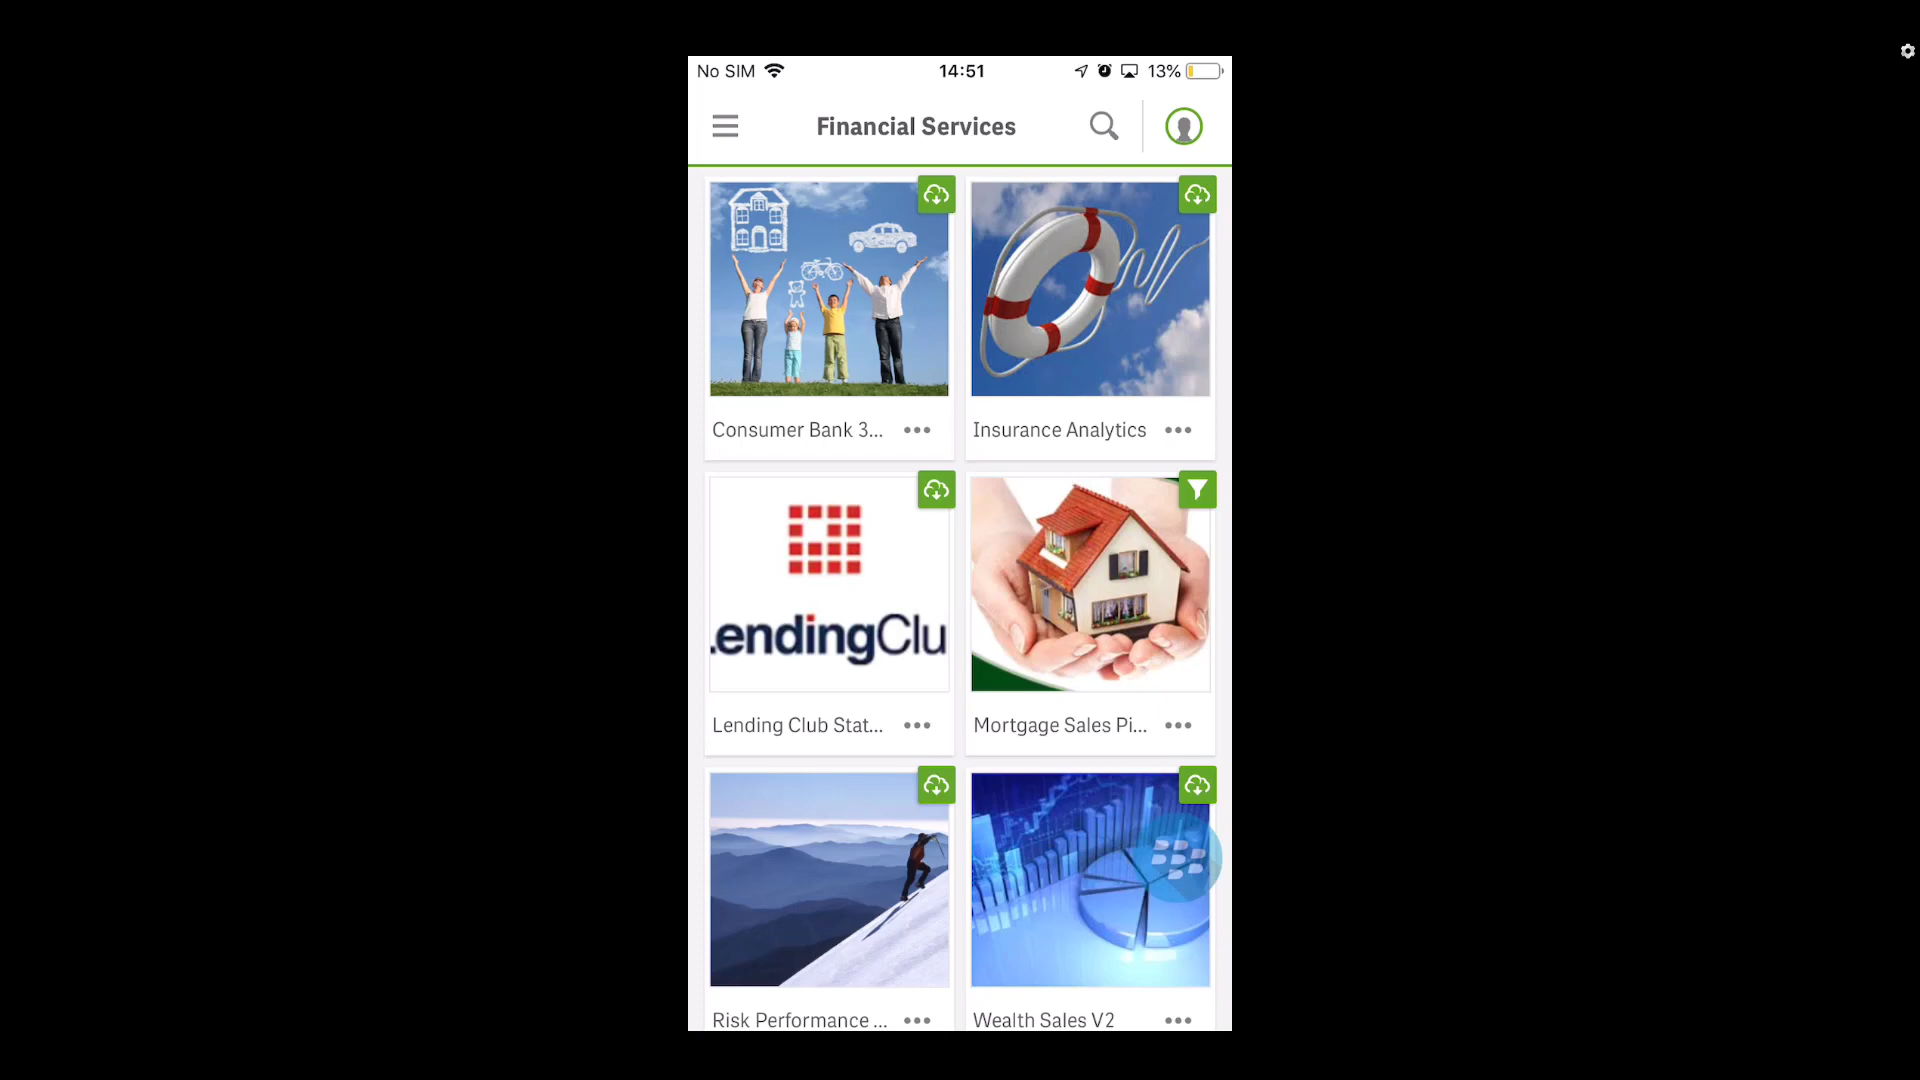 No SIM 14:51 13%
Financial Services
Consumer Bank 3... Insurance Analytics
.endingClu
Lending Club Stat... Mortgage Sales Pi...
Risk Performance ... Wealth Sales V2